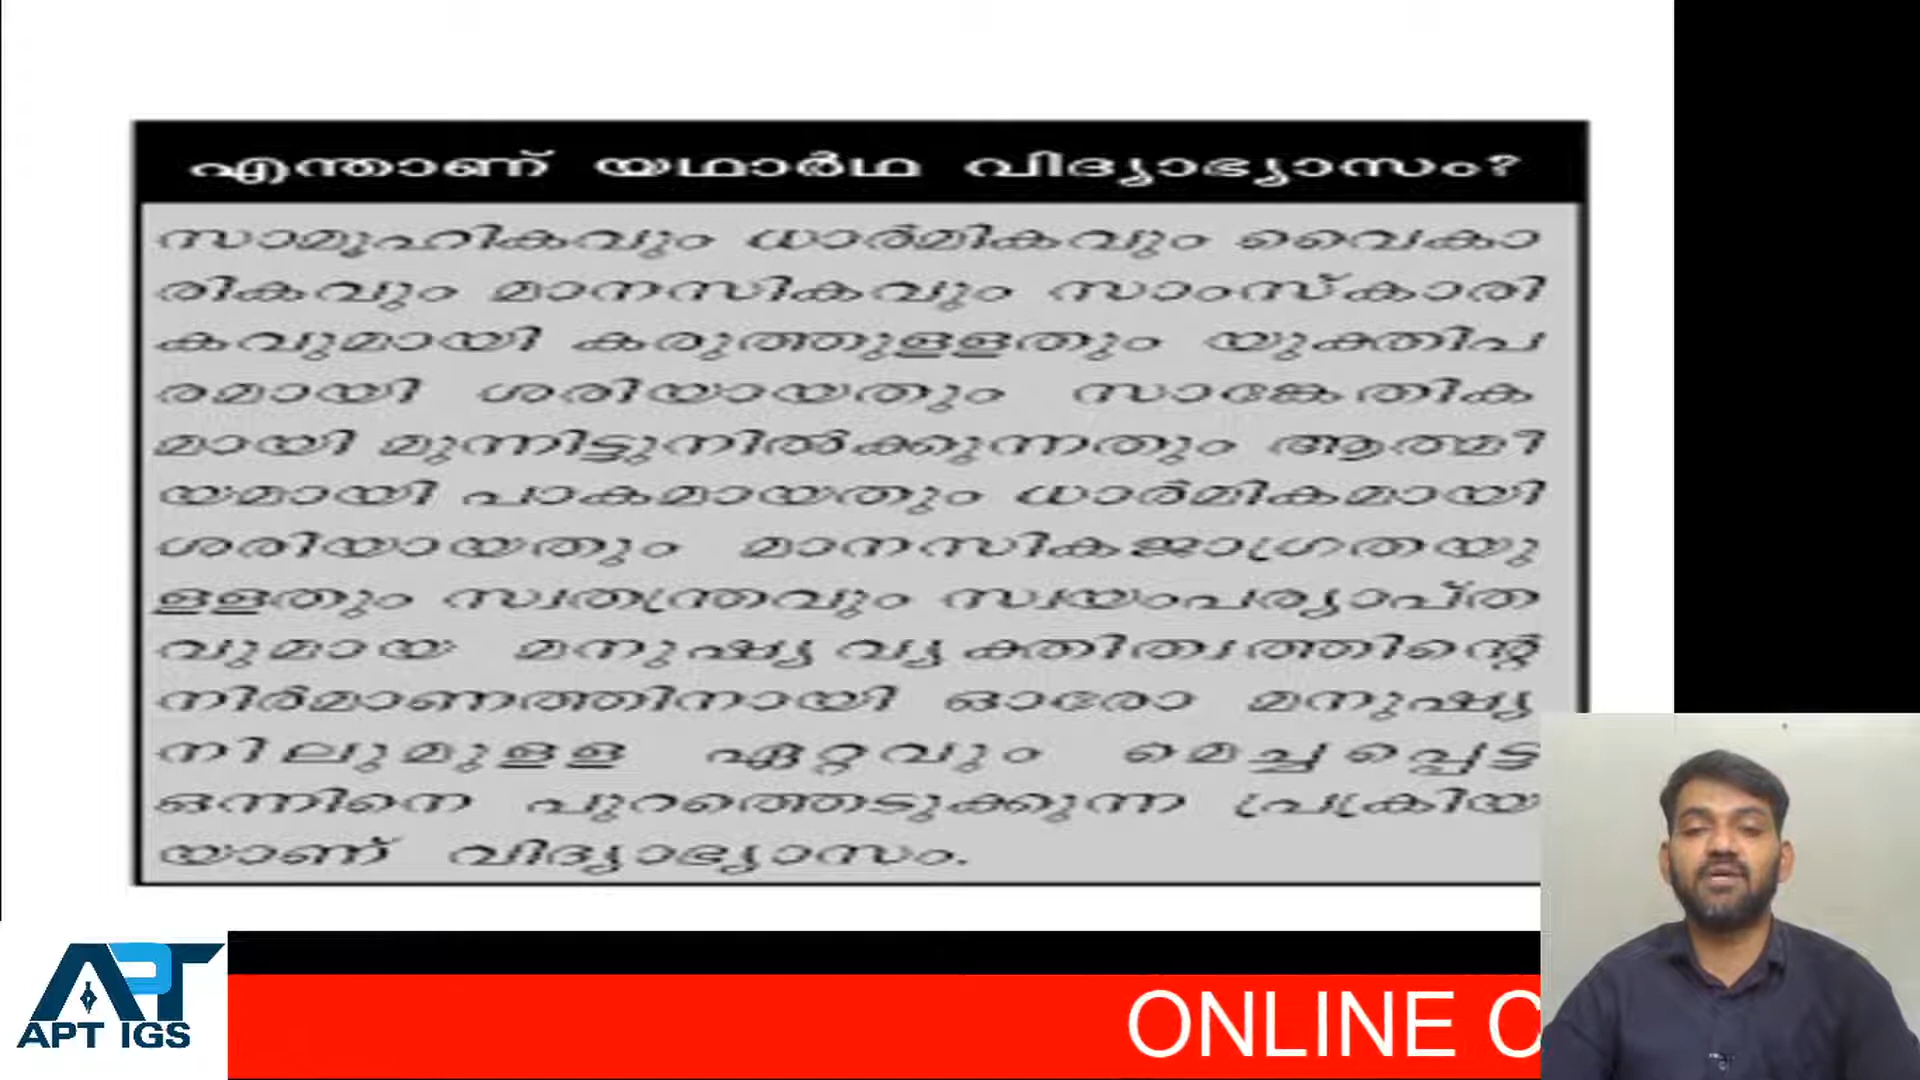 എന്താണ് യഥാർഥ വിദ്യാഭ്യാസം?
സാമൂഹികവും ധാർമികവും വൈകാ
രികവും മാനസികവും സാംസ്കാരി
കവുമായി കരുത്തുള്ളതും യുക്തിപ
രമായി ശരിയായതും സാങ്കേതിക
മായി മുന്നിട്ടുനിൽക്കുന്നതും ആത്മീ
യമായി പാകമായതും ധാർമികമായി
ശരിയായതും മാനസികജാഗ്രതയു
ള്ളതും സ്വതന്ത്രവും സ്വയംപര്യാപ്ത
വുമായ മനുഷ്യവ്യക്തിത്വത്തിന്റെ
നിർമാണത്തിനായി ഓരോ മനുഷ്യ
നിലുമുള്ള ഏറ്റവും മെച്ചപ്പെട്ട
ഒന്നിനെ പുറത്തെടുക്കുന്ന പ്രക്രിയ
യാണ് വിദ്യാഭ്യാസം.
APT
APT IGS
ONLINE C